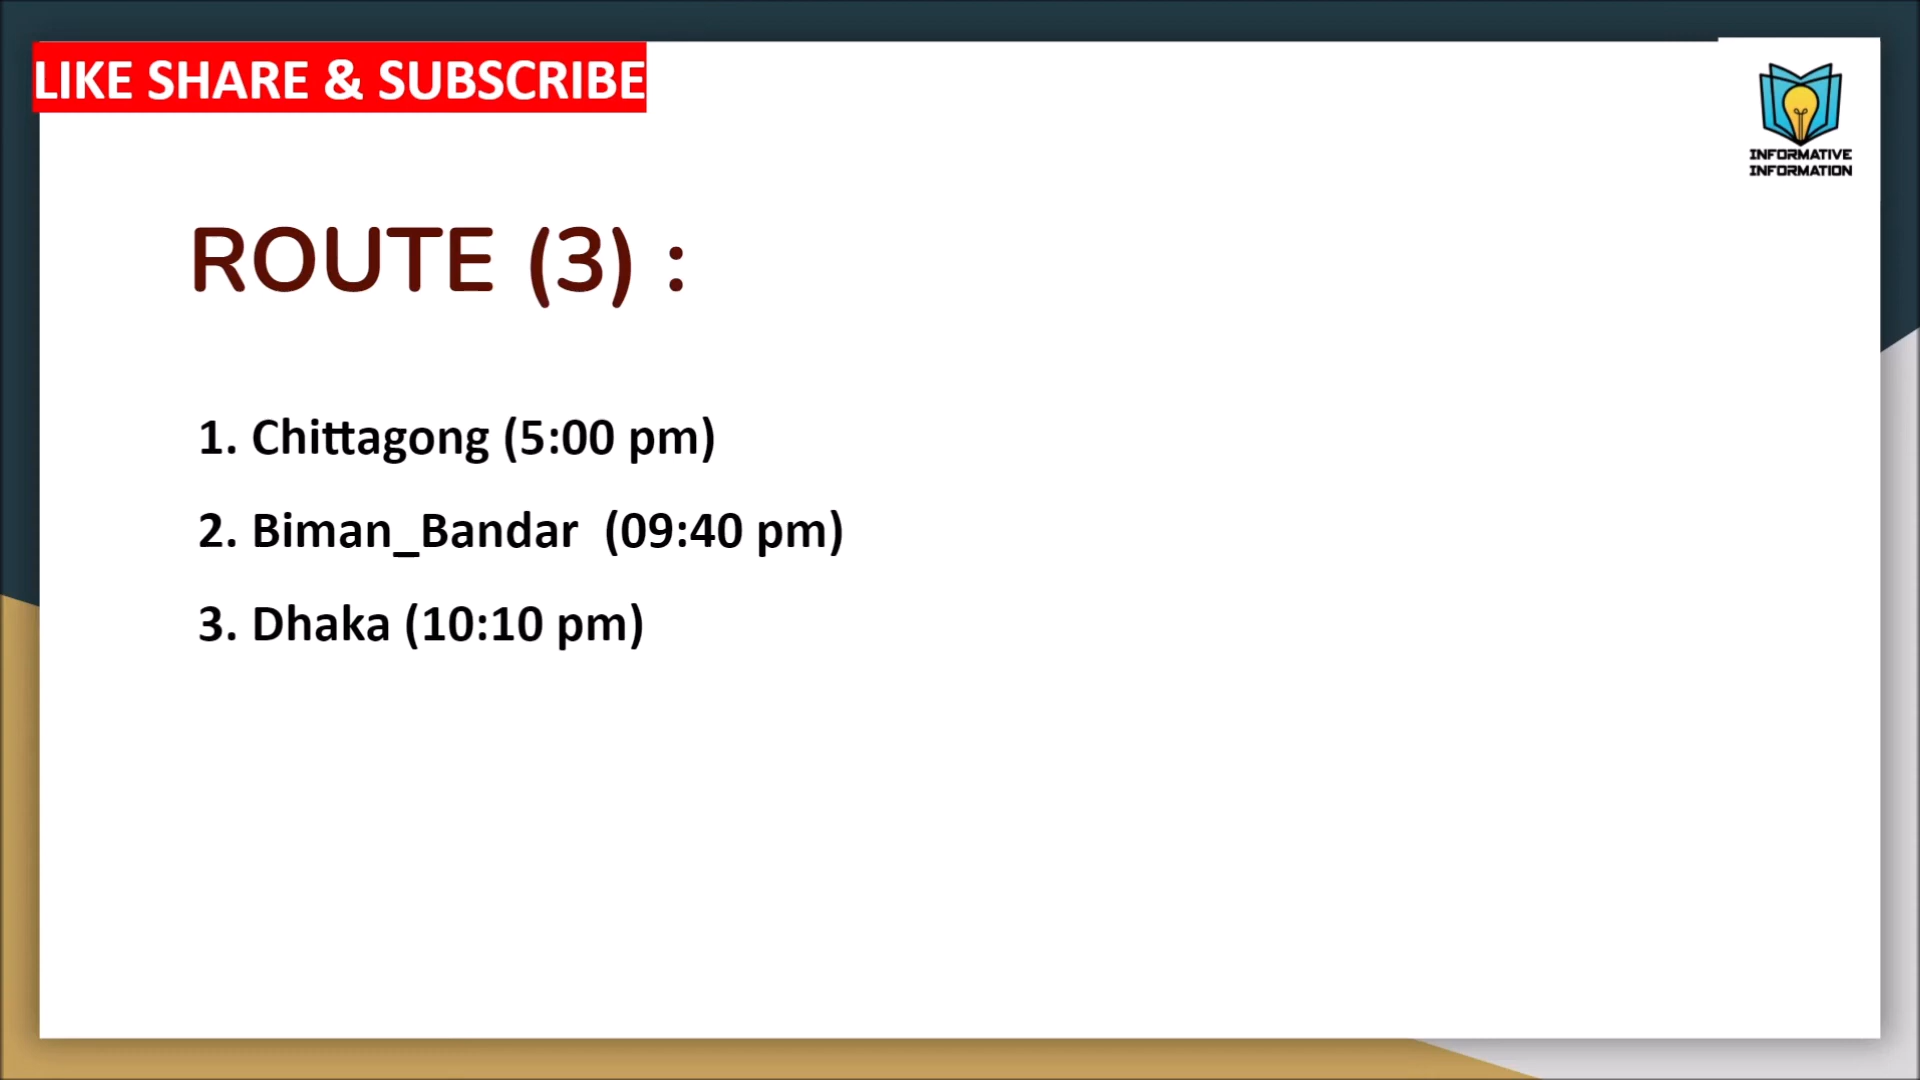 LIKE SHARE & SUBSCRIBE
INFORMATIVE
INFORMATION
ROUTE (3) :
1. Chittagong (5:00 pm)
2. Biman_Bandar (09:40 pm)
3. Dhaka (10:10 pm)